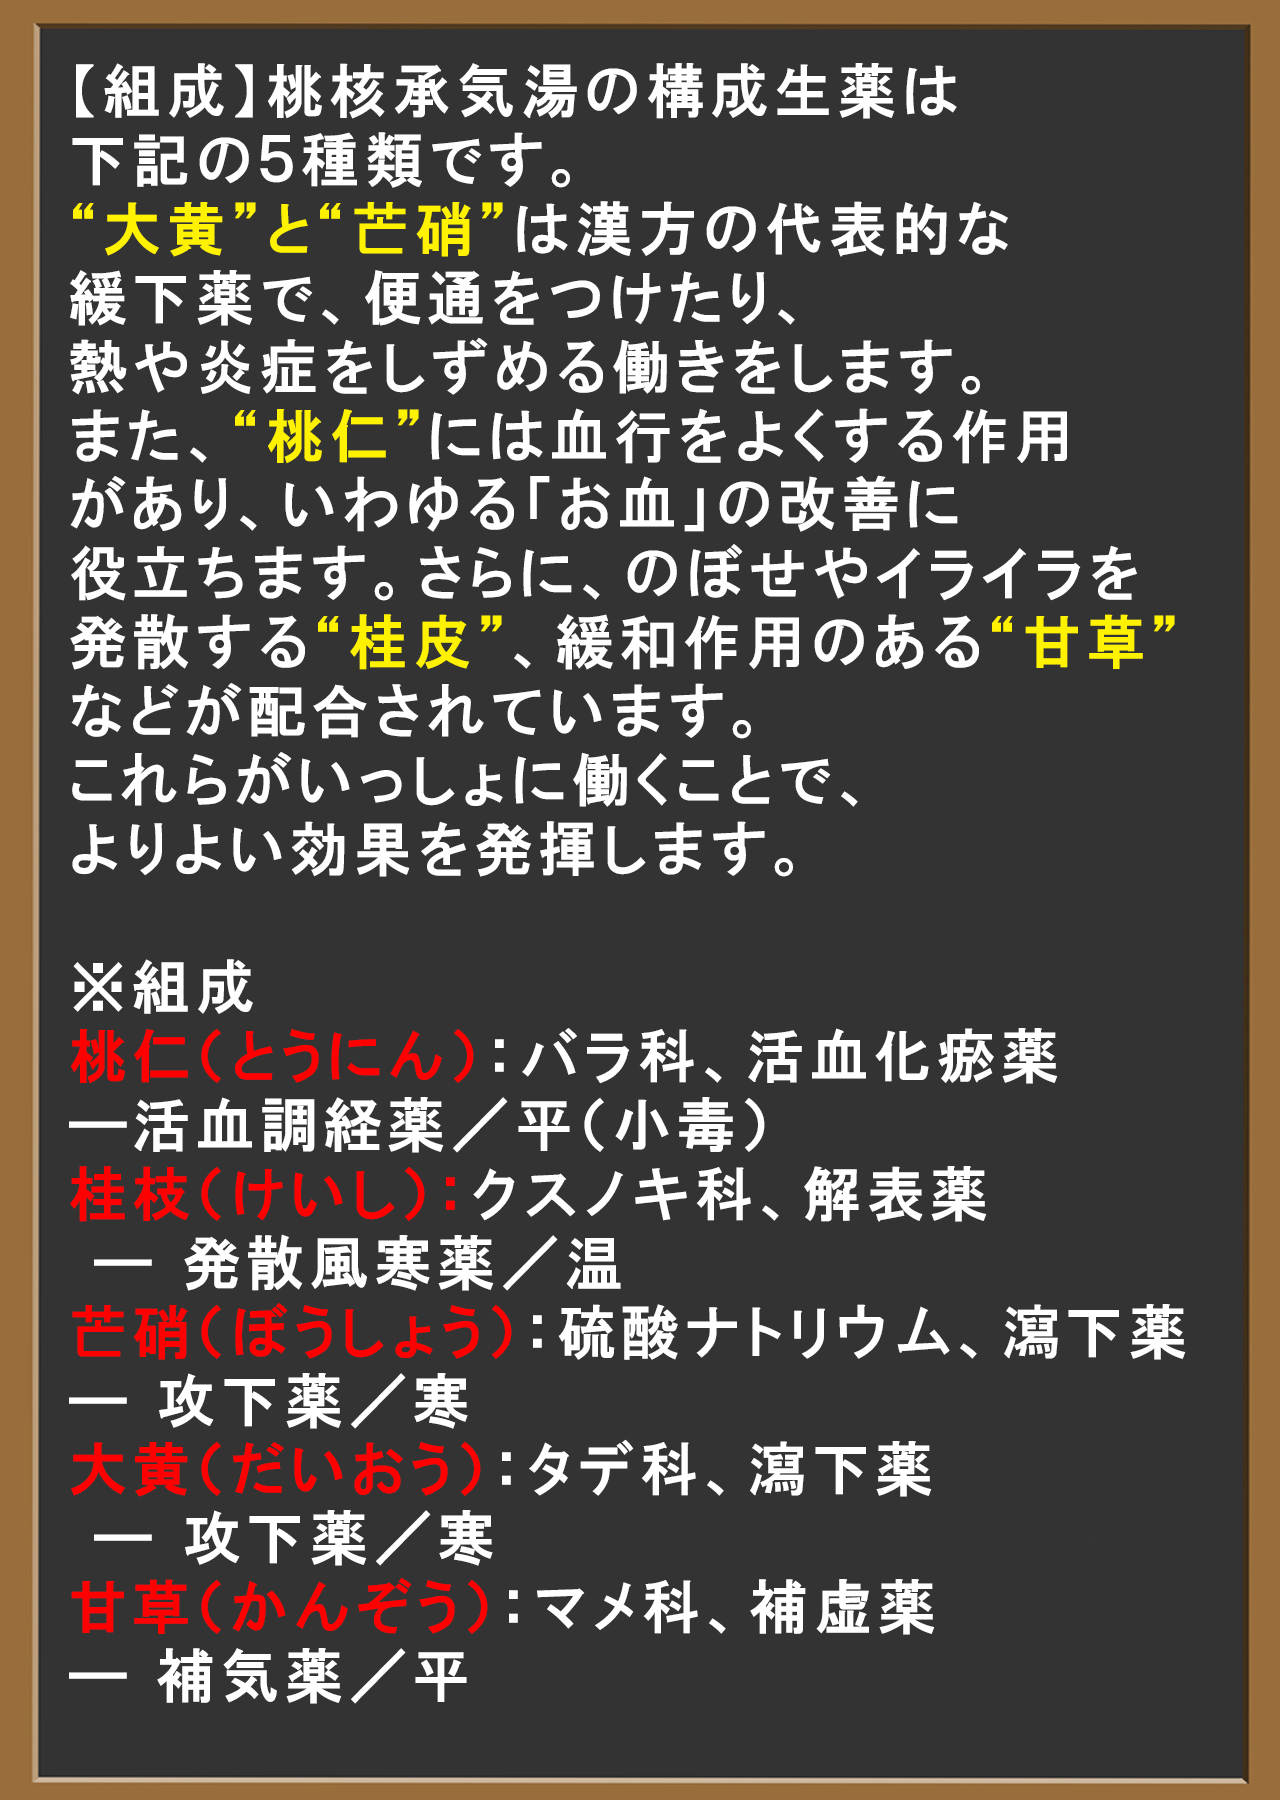 【組成】桃核承気湯の構成生薬は
下記の5種類です。
“大黄”と“芒硝”は漢方の代表的な
緩下薬で、便通をつけたり、
熱や炎症をしずめる働きをします。
また、“桃仁”には血行をよくする作用
があり、いわゆる「お血」の改善に
役立ちます。さらに、のぼせやイライラを
発散する“桂皮”、緩和作用のある“甘草”
などが配合されています。
これらがいっしょに働くことで、
よりよい効果を発揮します。
※組成
桃仁（とうにん）：バラ科、活血化瘀薬
―活血調経薬／平（小毒）
桂枝（けいし）：クスノキ科、解表薬
― 発散風寒薬／温
芒硝（ぼうしょう）：硫酸ナトリウム、瀉下薬
― 攻下薬／寒
大黄（だいおう）：タデ科、瀉下薬
― 攻下薬／寒
甘草（かんぞう）：マメ科、補虚薬
― 補気薬／平